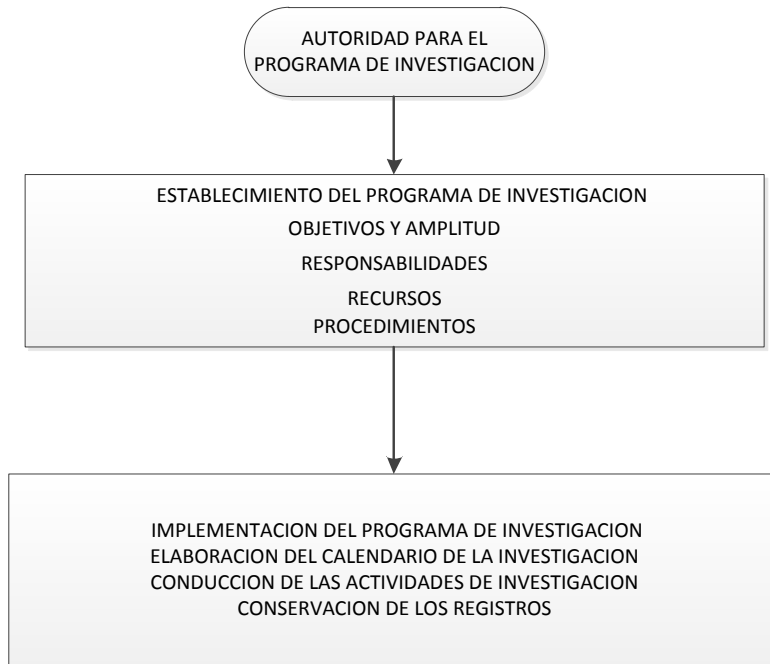 AUTORIDAD PARA EL
PROGRAMA DE INVESTIGACION
ESTABLECIMIENTO DEL PROGRAMA DE INVESTIGACION
OBJETIVOS Y AMPLITUD
RESPONSABILIDADES
RECURSOS
PROCEDIMIENTOS
IMPLEMENTACION DEL PROGRAMA DE INVESTIGACION
ELABORACION DEL CALENDARIO DE LA INVESTIGACION
CONDUCCION DE LAS ACTIVIDADES DE INVESTIGACION
CONSERVACION DE LOS REGISTROS